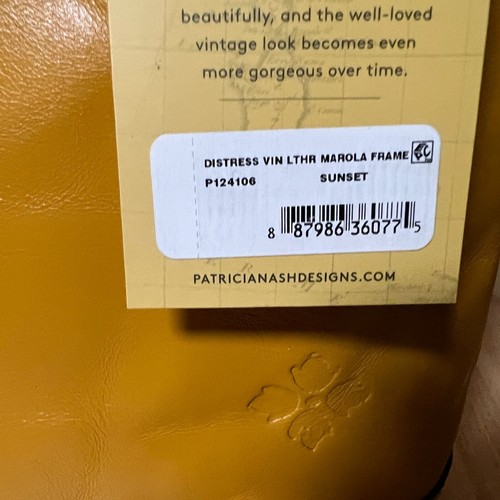 beautifully, and the well-loved
vintage look becomes even
more gorgeous over time.
DISTRESS VIN LTHR MAROLA FRAME
P124106 SUNSET
8 87986 36077 5
PATRICIANASHDESIGNS.COM